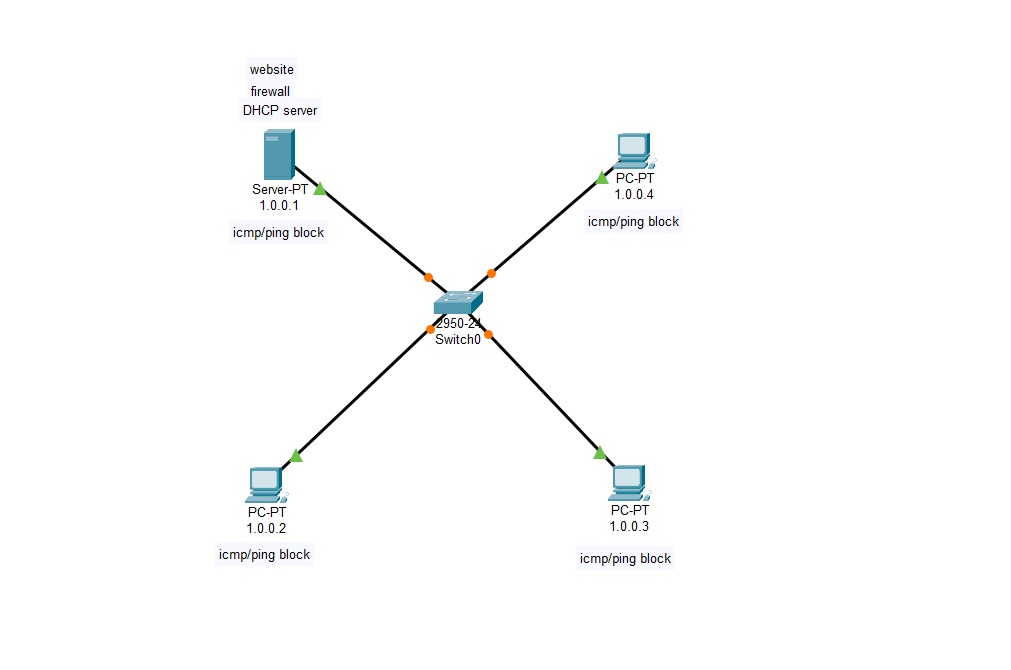 website
firewall
DHCP server
Server-PT
1.0.0.1
icmp/ping block
PC-PT
1.0.0.4
icmp/ping block
2950-24
Switch0
PC-PT
1.0.0.2
icmp/ping block
PC-PT
1.0.0.3
icmp/ping block